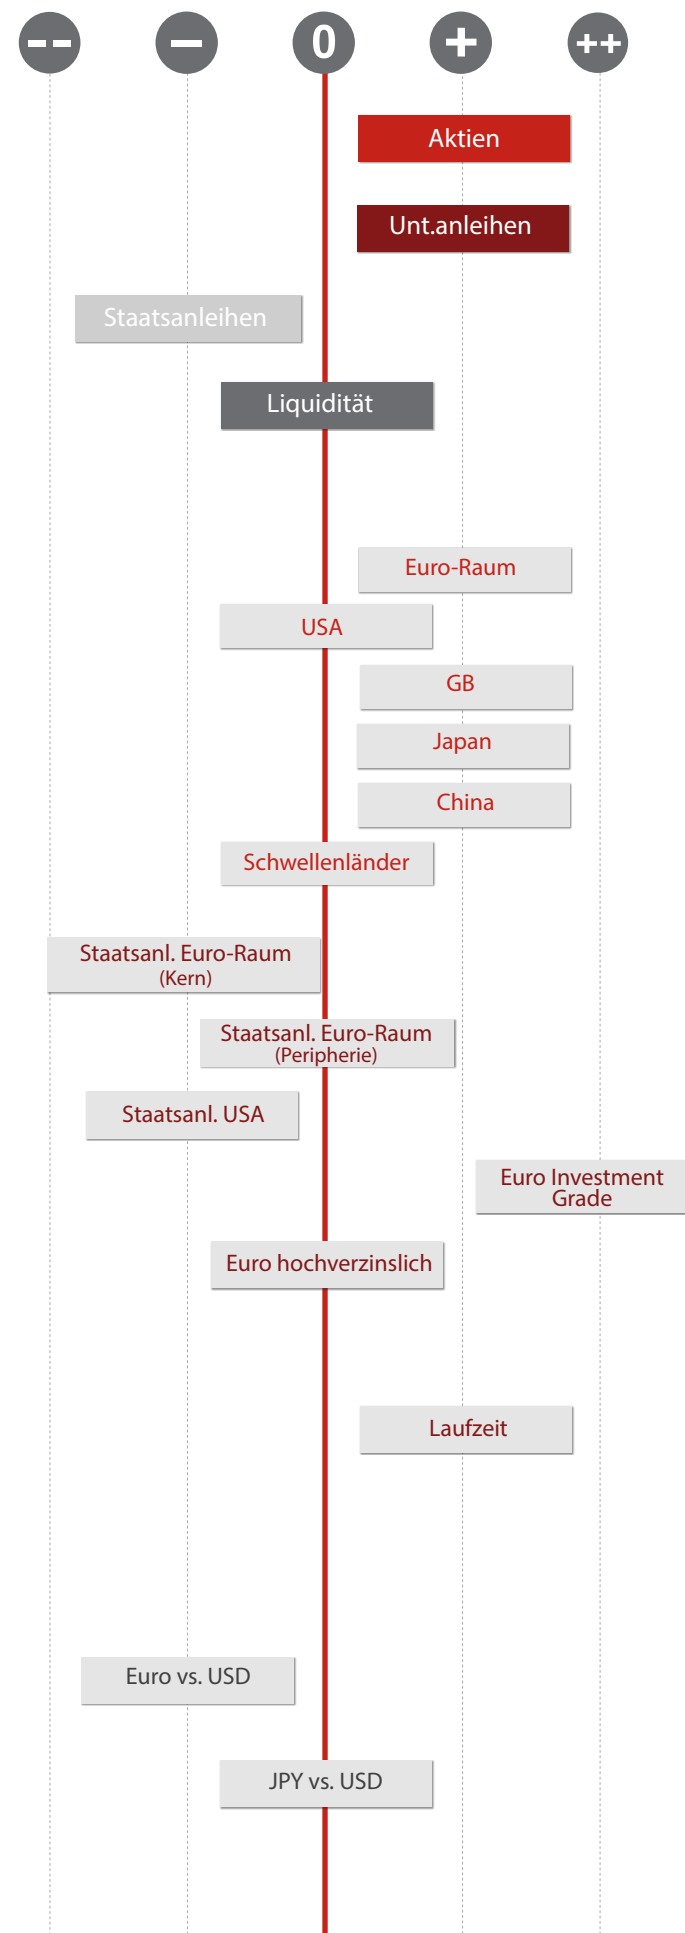 -- - 0 + ++
Aktien
Unt.anleihen
Staatsanleihen
Liquidität
Euro-Raum
USA
GB
Japan
China
Schwellenländer
Staatsanl. Euro-Raum
(Kern)
Staatsanl. Euro-Raum
(Peripherie)
Staatsanl. USA
Euro Investment
Grade
Euro hochverzinslich
Laufzeit
Euro vs. USD
JPY vs. USD